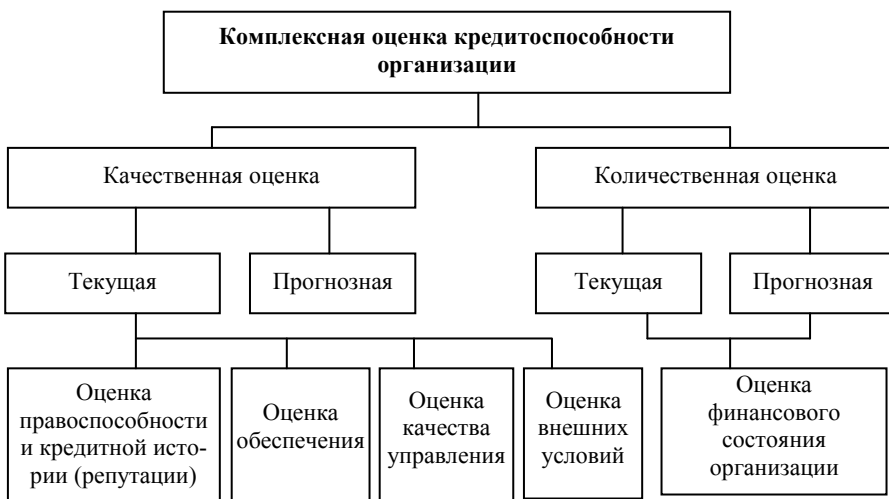 Комплексная оценка кредитоспособности
организации
Качественная оценка
Количественная оценка
Текущая
Прогнозная
Текущая
Прогнозная
Оценка
правоспособности
и кредитной исто-
рии (репутации)
Оценка
обеспечения
Оценка
качества
управления
Оценка
внешних
условий
Оценка
финансового
состояния
организации